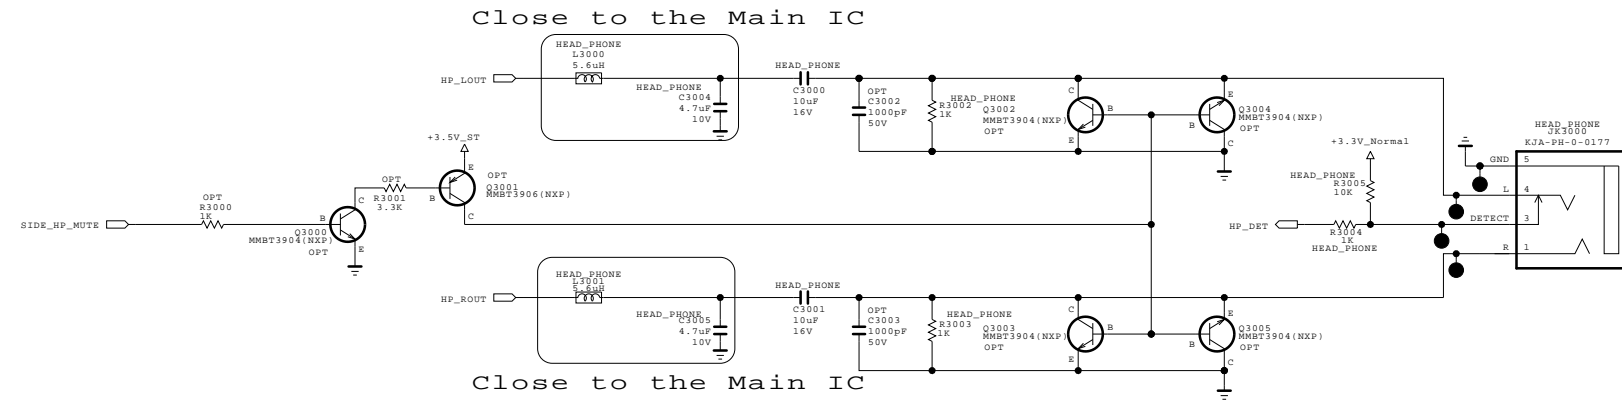 Close to the Main IC
HEAD_PHONE
L3000
5.6uH
HP_LOUT
HEAD_PHONE
C3004
4.7uF
10V
HEAD_PHONE
C3000
10uF
16V
OPT
C3002
1000pF
50V
HEAD_PHONE
R3002
1K
C
B
E
Q3002
MMBT3904(NXP)
OPT
E
B
C
Q3004
MMBT3904(NXP)
OPT
+3.5V_ST
E
B
C
OPT
Q3001
MMBT3906(NXP)
OPT
R3001
3.3K
OPT
R3000
1K
SIDE_HP_MUTE
C
B
E
Q3000
MMBT3904(NXP)
OPT
+3.3V_Normal
HEAD_PHONE
R3005
10K
HP_DET
R3004
1K
HEAD_PHONE
HEAD_PHONE
JK3000
KJA-PH-0-0177
GND 5
L 4
DETECT 3
R 1
HEAD_PHONE
L3001
5.6uH
HP_ROUT
HEAD_PHONE
C3005
4.7uF
10V
HEAD_PHONE
C3001
10uF
16V
OPT
C3003
1000pF
50V
HEAD_PHONE
R3003
1K
C
B
E
Q3003
MMBT3904(NXP)
OPT
E
B
C
Q3005
MMBT3904(NXP)
OPT
Close to the Main IC